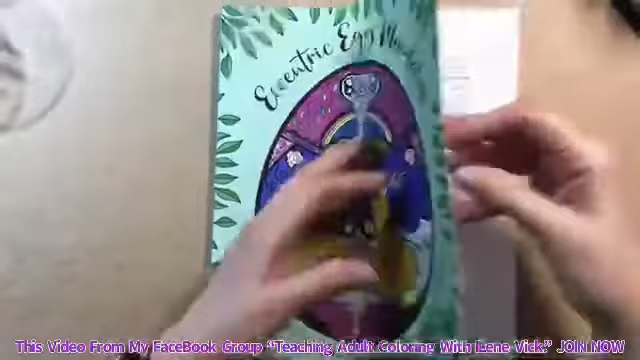 Eccentric Egg
This Video From My FaceBook Group "Teaching Adult Coloring With Lene Vick" JOIN NOW